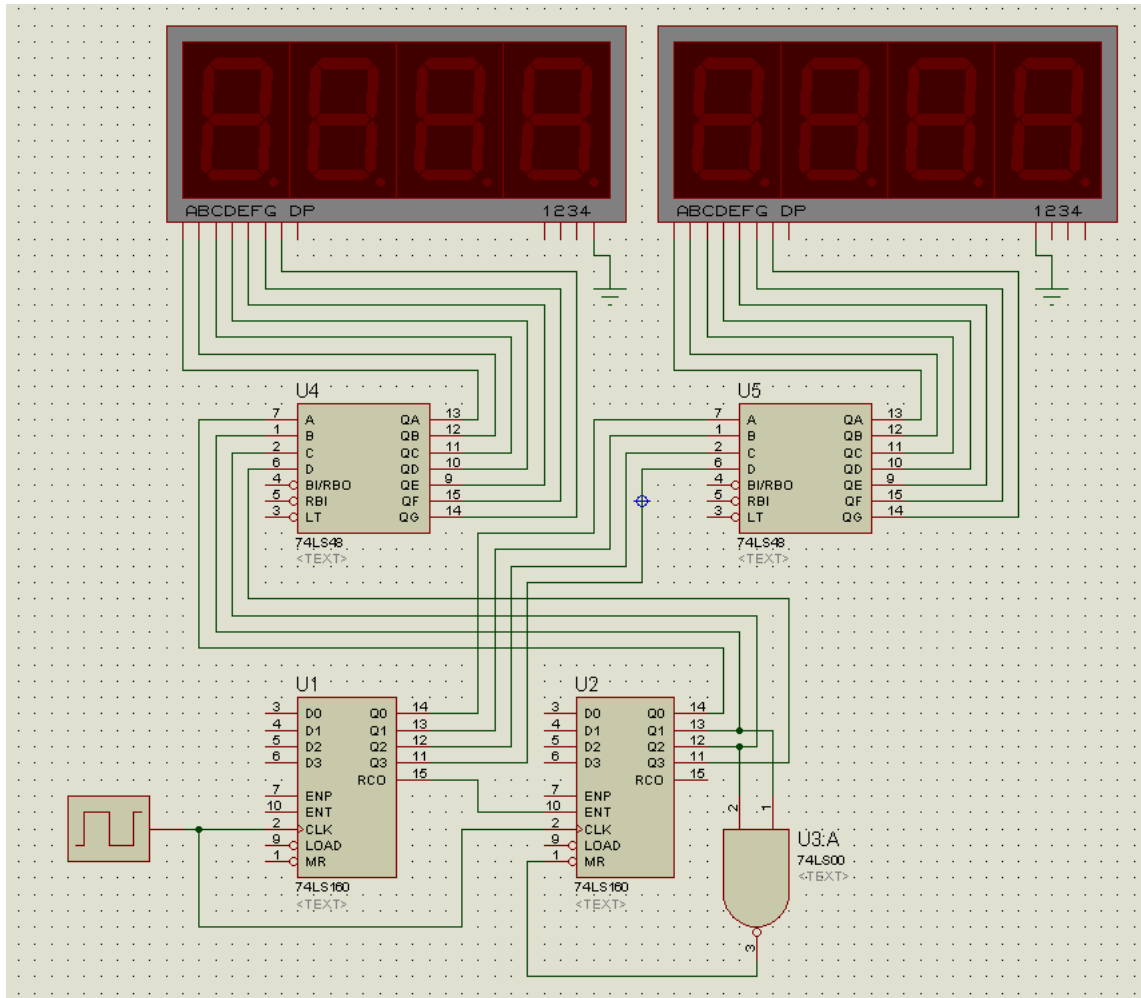 ABCDEFG DP 1234
ABCDEFG DP 1234
U4
7 A QA 13
1 B QB 12
2 C QC 11
6 D QD 10
4 BI/RBO QE 9
5 RBI QF 15
3 LT QG 14
74LS48
<TEXT>
U5
7 A QA 13
1 B QB 12
2 C QC 11
6 D QD 10
4 BI/RBO QE 9
5 RBI QF 15
3 LT QG 14
74LS48
<TEXT>
U1
3 D0 Q0 14
4 D1 Q1 13
5 D2 Q2 12
6 D3 Q3 11
RCO 15
7 ENP
10 ENT
2 CLK
9 LOAD
1 MR
74LS160
<TEXT>
U2
3 D0 Q0 14
4 D1 Q1 13
5 D2 Q2 12
6 D3 Q3 11
RCO 15
7 ENP
10 ENT
2 CLK
9 LOAD
1 MR
74LS160
<TEXT>
2 1
U3:A
74LS00
<TEXT>
3